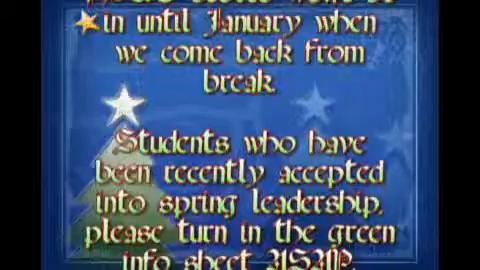 in until January when
we come back from
break.
Students who have
been recently accepted
into spring leadership,
please turn in the green
info sheet ASAP.